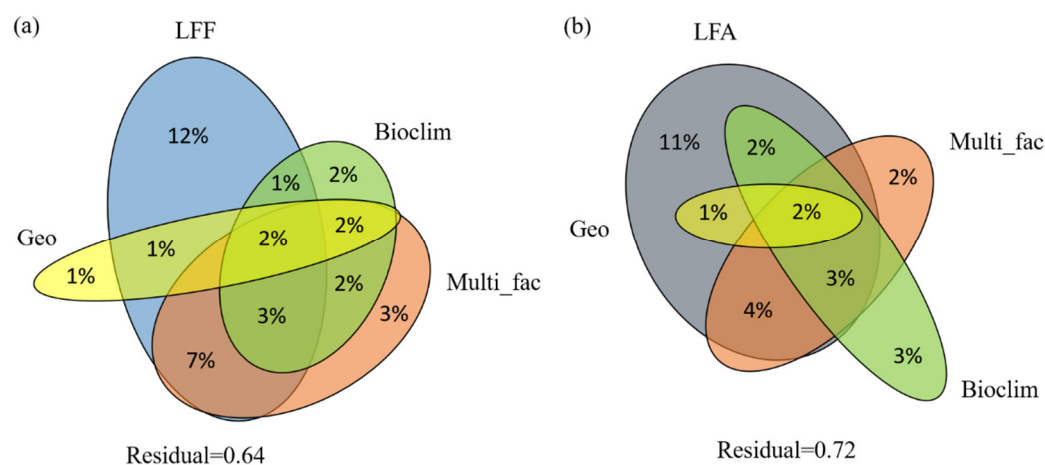 (a)
LFF
12%
Bioclim
1%
2%
Geo
1%
1%
2%
2%
2%
Multi_fac
3%
3%
7%
Residual=0.64
(b)
LFA
11%
2%
Multi_fac
2%
Geo
1%
2%
3%
4%
3%
Bioclim
Residual=0.72